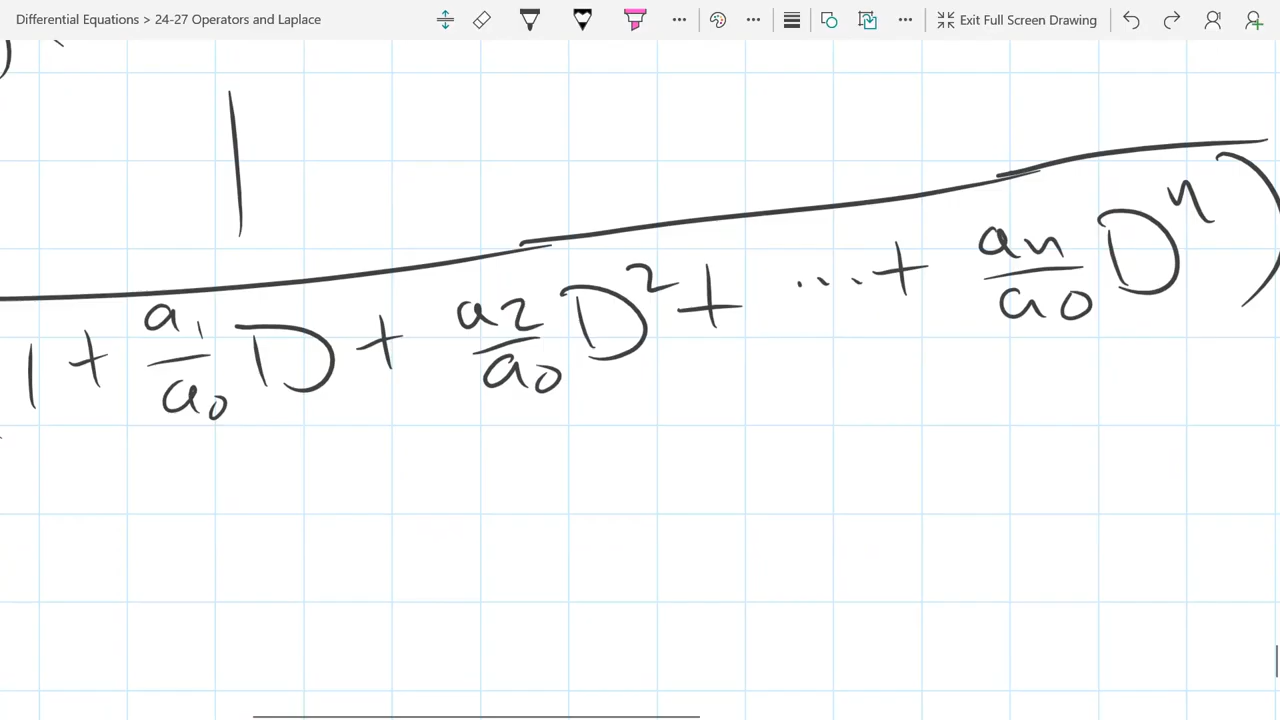 Differential Equations > 24-27 Operators and Laplace
Exit Full Screen Drawing
1
1 + a₁/a₀ D + a₂/a₀ D² + ... + aₙ/a₀ Dⁿ)